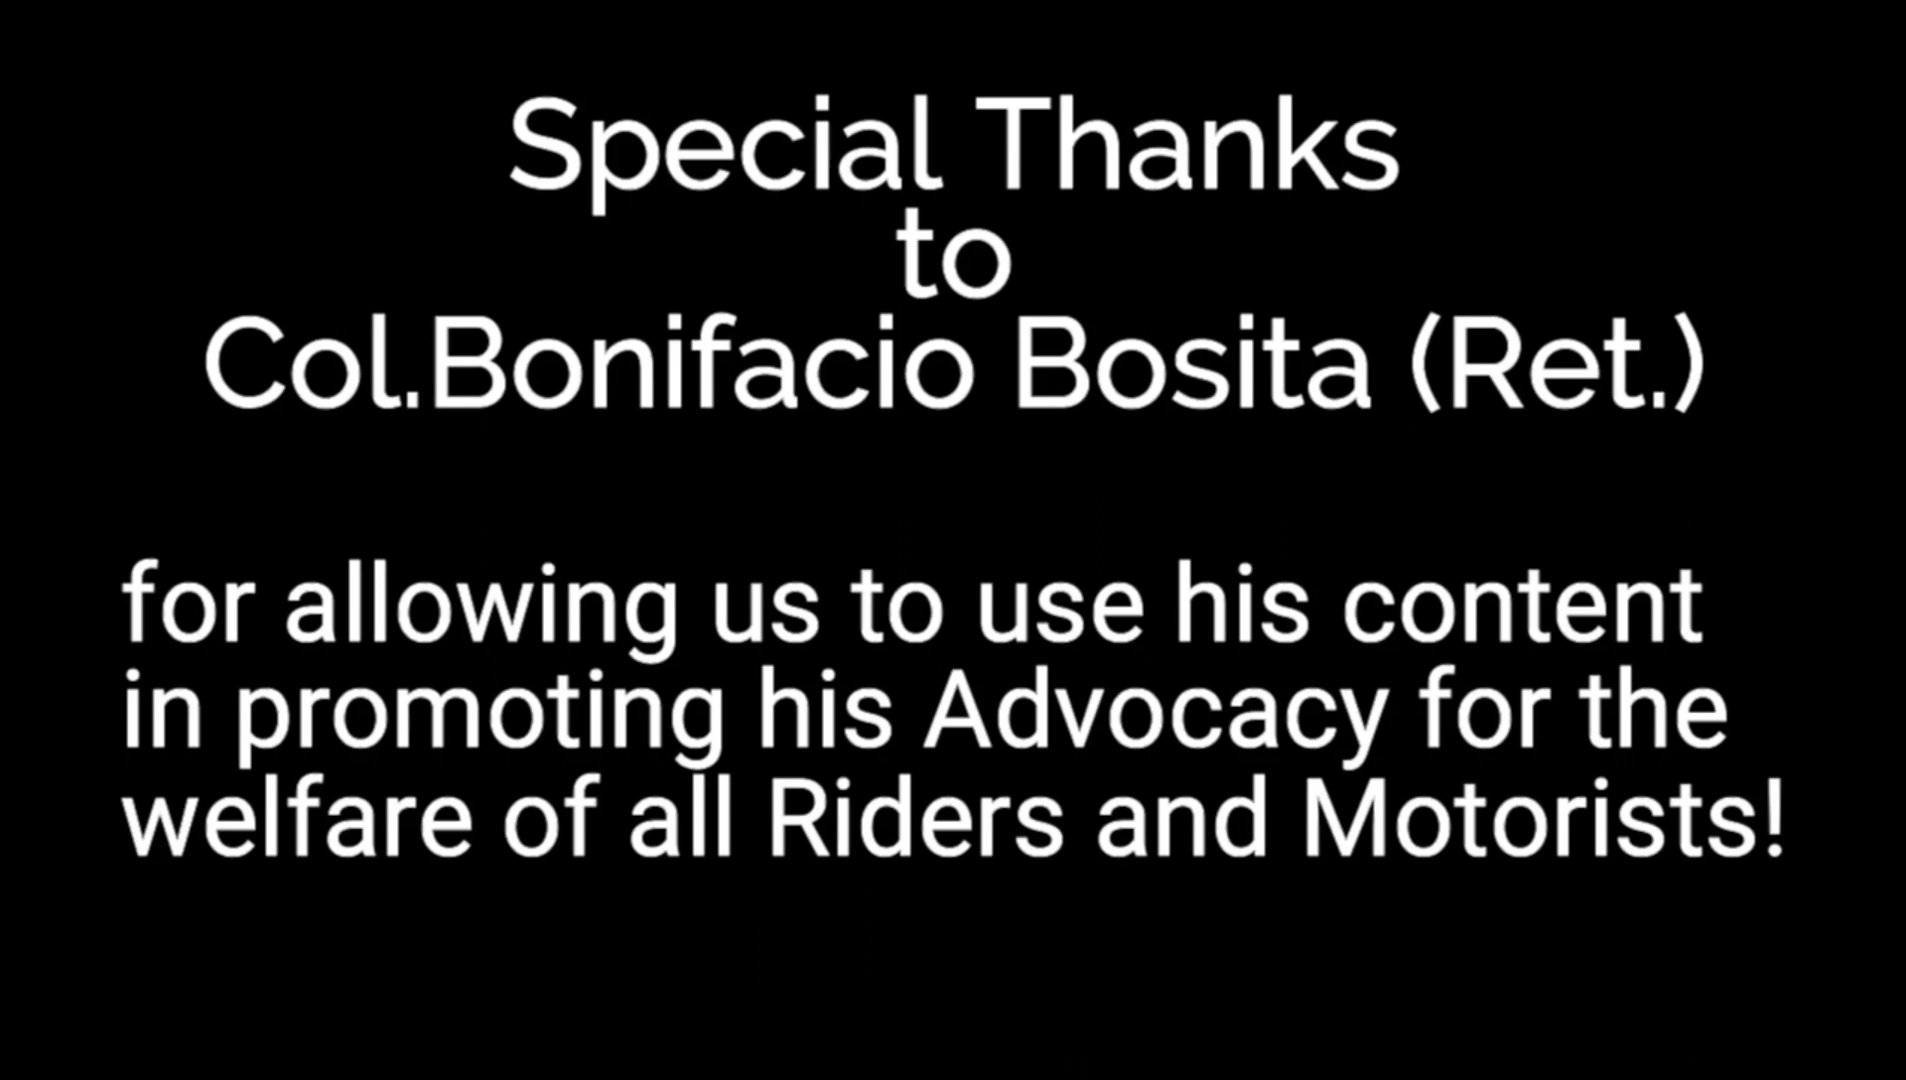 Special Thanks
to
Col.Bonifacio Bosita (Ret.)
for allowing us to use his content
in promoting his Advocacy for the
welfare of all Riders and Motorists!